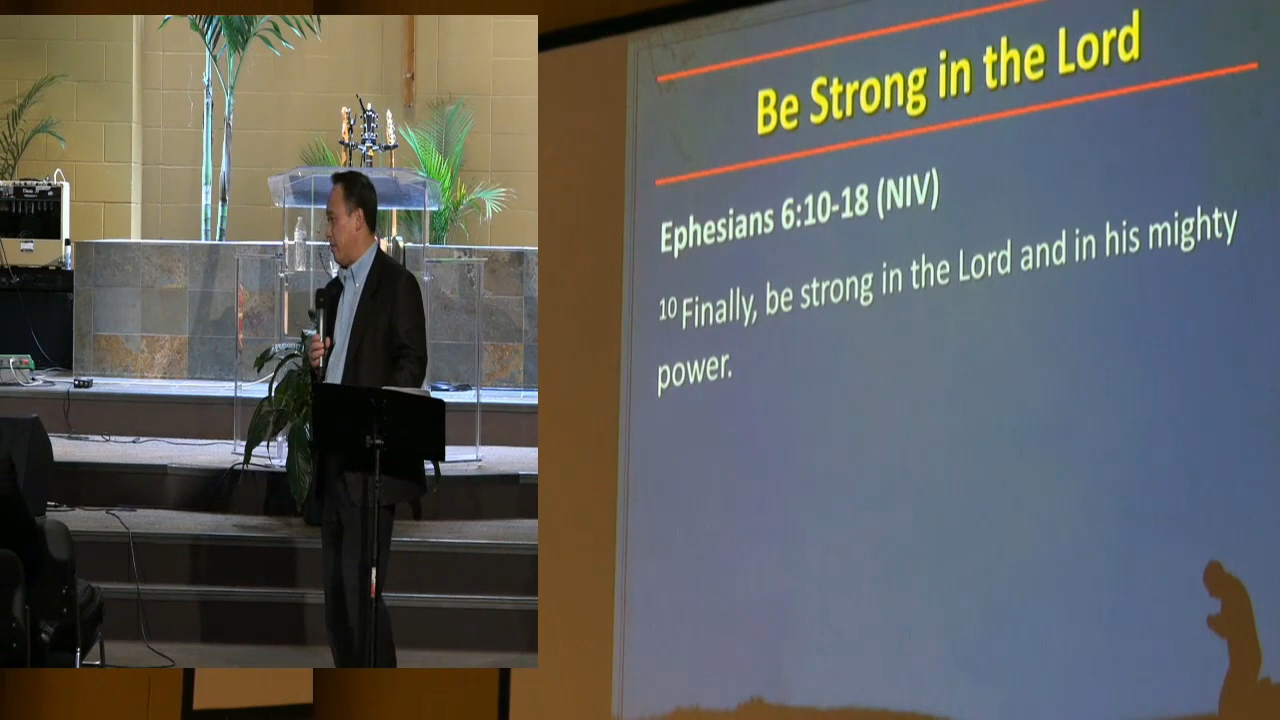 Be Strong in the Lord
Ephesians 6:10-18 (NIV)
10 Finally, be strong in the Lord and in his mighty
power.